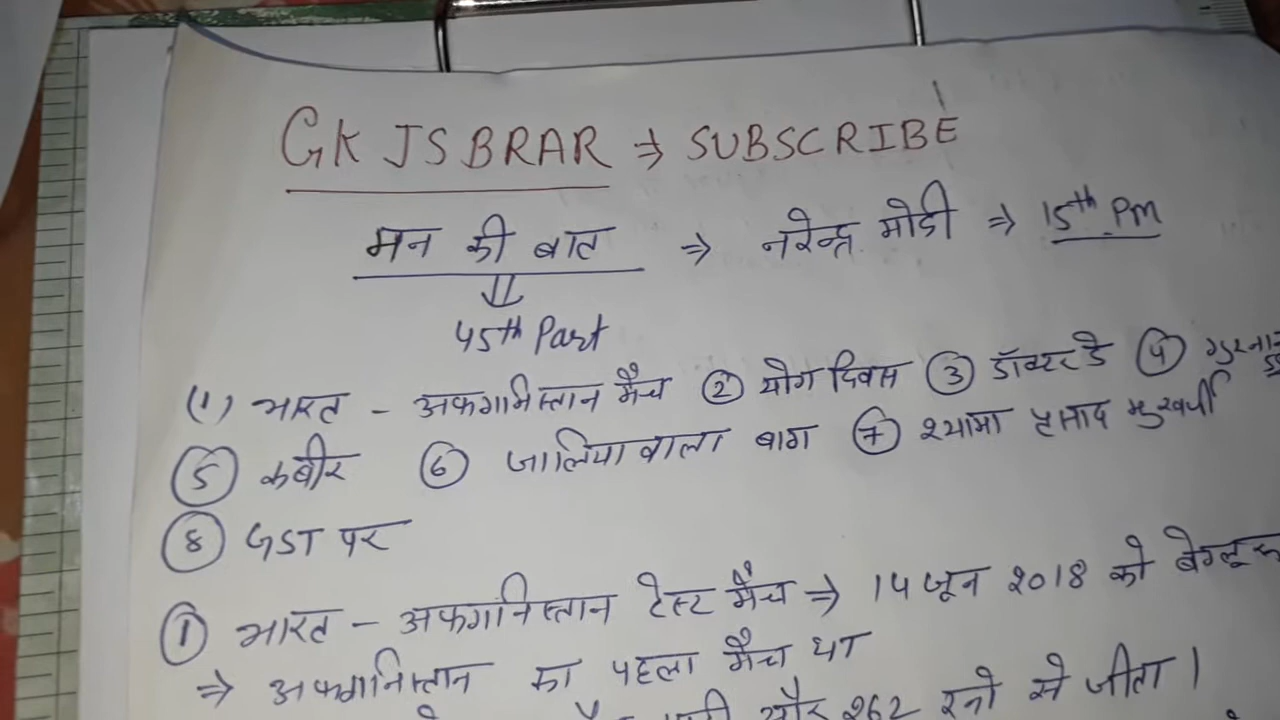 GK JS BRAR ⇒ SUBSCRIBE
मन की बात ⇒ नरेन्द्र मोदी ⇒ 15th PM
⇓
45th Part
(1) भारत - अफगानिस्तान मैच ② योग दिवस ③ डॉक्टर डे ④
⑤ कबीर ⑥ जालियावाला बाग ⑦ श्यामा प्रसाद मुखर्जी
⑧ GST पर
① भारत - अफगानिस्तान टेस्ट मैच ⇒ 14 जून 2018 को
⇒ अफगानिस्तान का पहला मैच था
और 262 रनो से जीता।